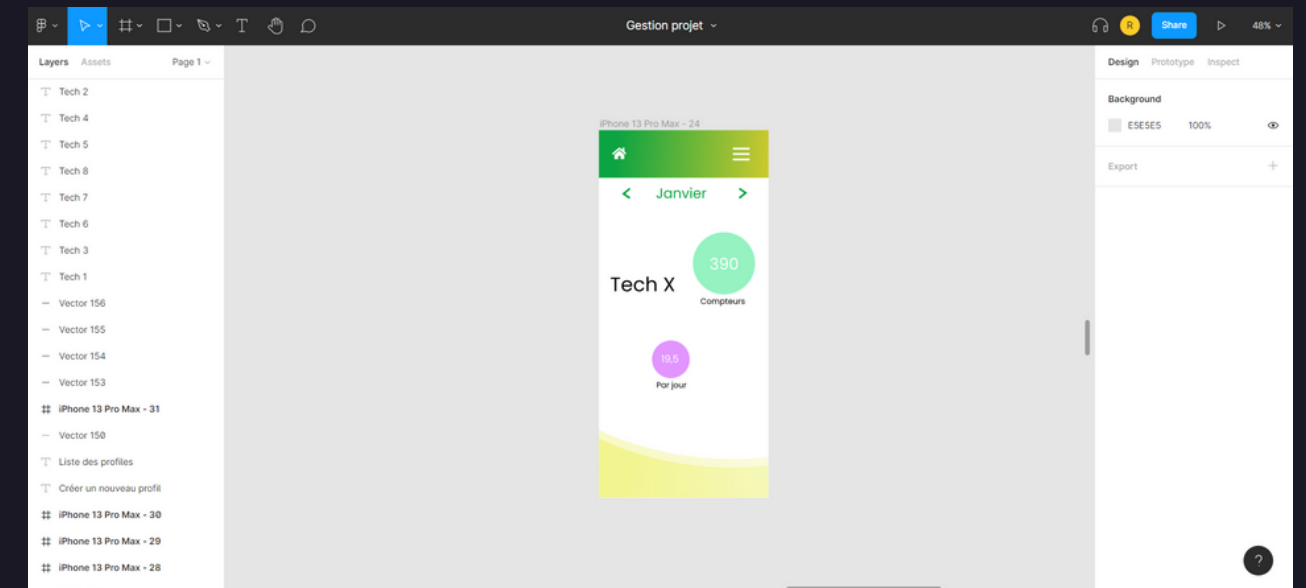 Gestion projet
R
Share
48%
Layers Assets Page 1
Tech 2
Tech 4
Tech 5
Tech 8
Tech 7
Tech 6
Tech 3
Tech 1
Vector 156
Vector 155
Vector 154
Vector 153
iPhone 13 Pro Max - 31
Vector 150
Liste des profiles
Créer un nouveau profil
iPhone 13 Pro Max - 30
iPhone 13 Pro Max - 29
iPhone 13 Pro Max - 28
iPhone 13 Pro Max - 24
Janvier
390
Tech X
Compteurs
19,5
Par jour
Design Prototype Inspect
Background
E5E5E5 100%
Export
?